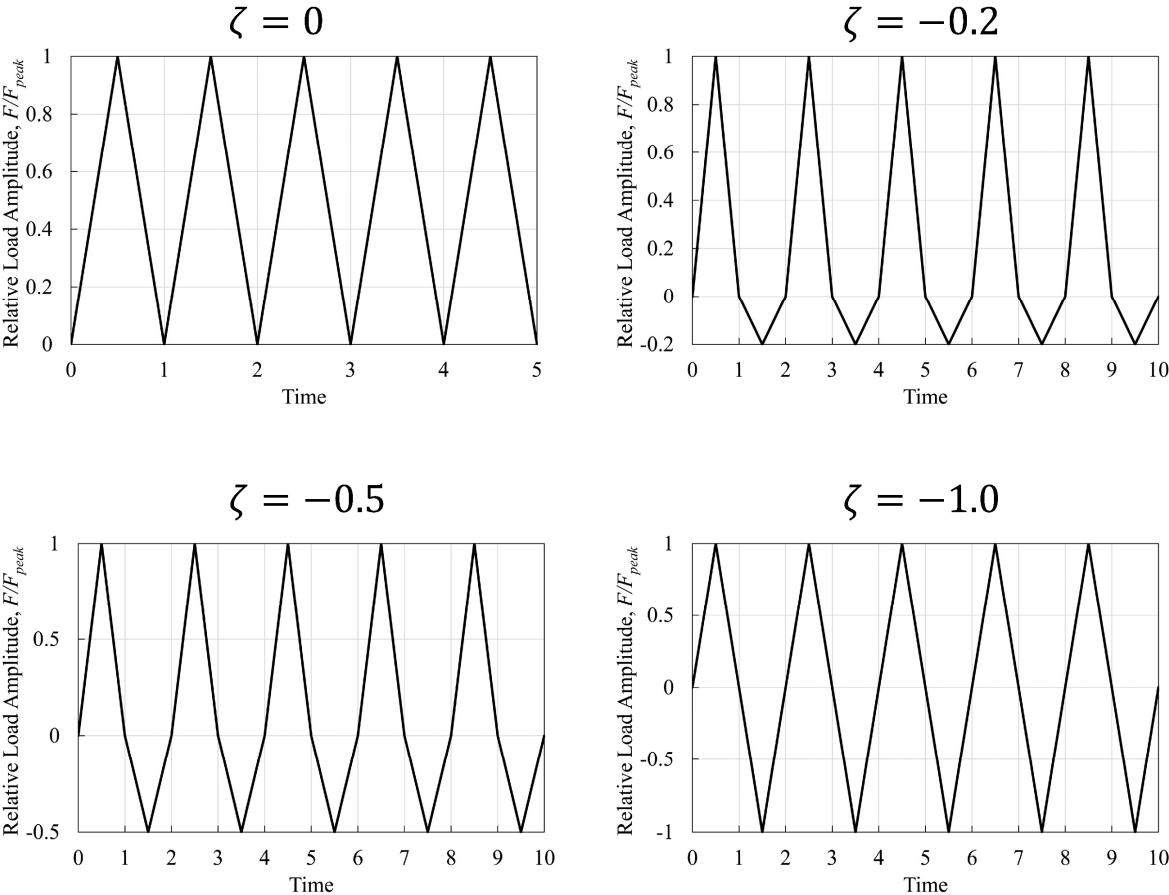 ζ = 0
Relative Load Amplitude, F/Fpeak
1
0.8
0.6
0.4
0.2
0
0 1 2 3 4 5
Time
ζ = −0.2
Relative Load Amplitude, F/Fpeak
1
0.8
0.6
0.4
0.2
0
-0.2
0 1 2 3 4 5 6 7 8 9 10
Time
ζ = −0.5
Relative Load Amplitude, F/Fpeak
1
0.5
0
-0.5
0 1 2 3 4 5 6 7 8 9 10
Time
ζ = −1.0
Relative Load Amplitude, F/Fpeak
1
0.5
0
-0.5
-1
0 1 2 3 4 5 6 7 8 9 10
Time